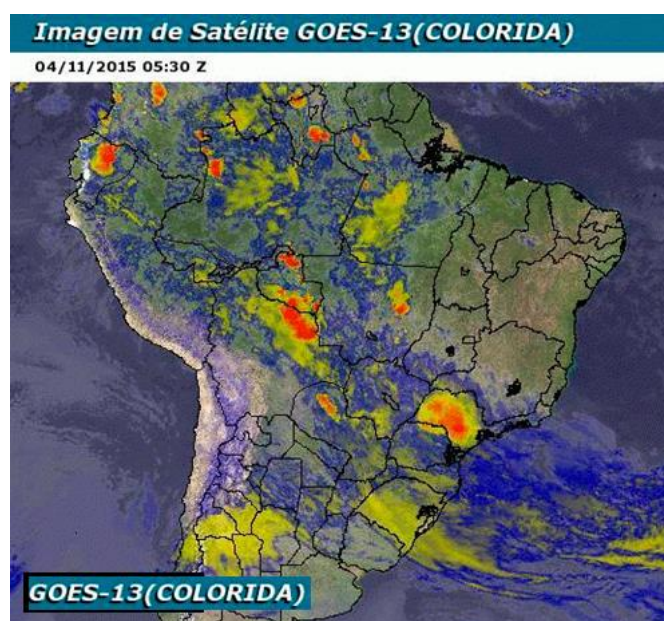 Imagem de Satélite GOES-13(COLORIDA)
04/11/2015 05:30 Z
GOES-13(COLORIDA)